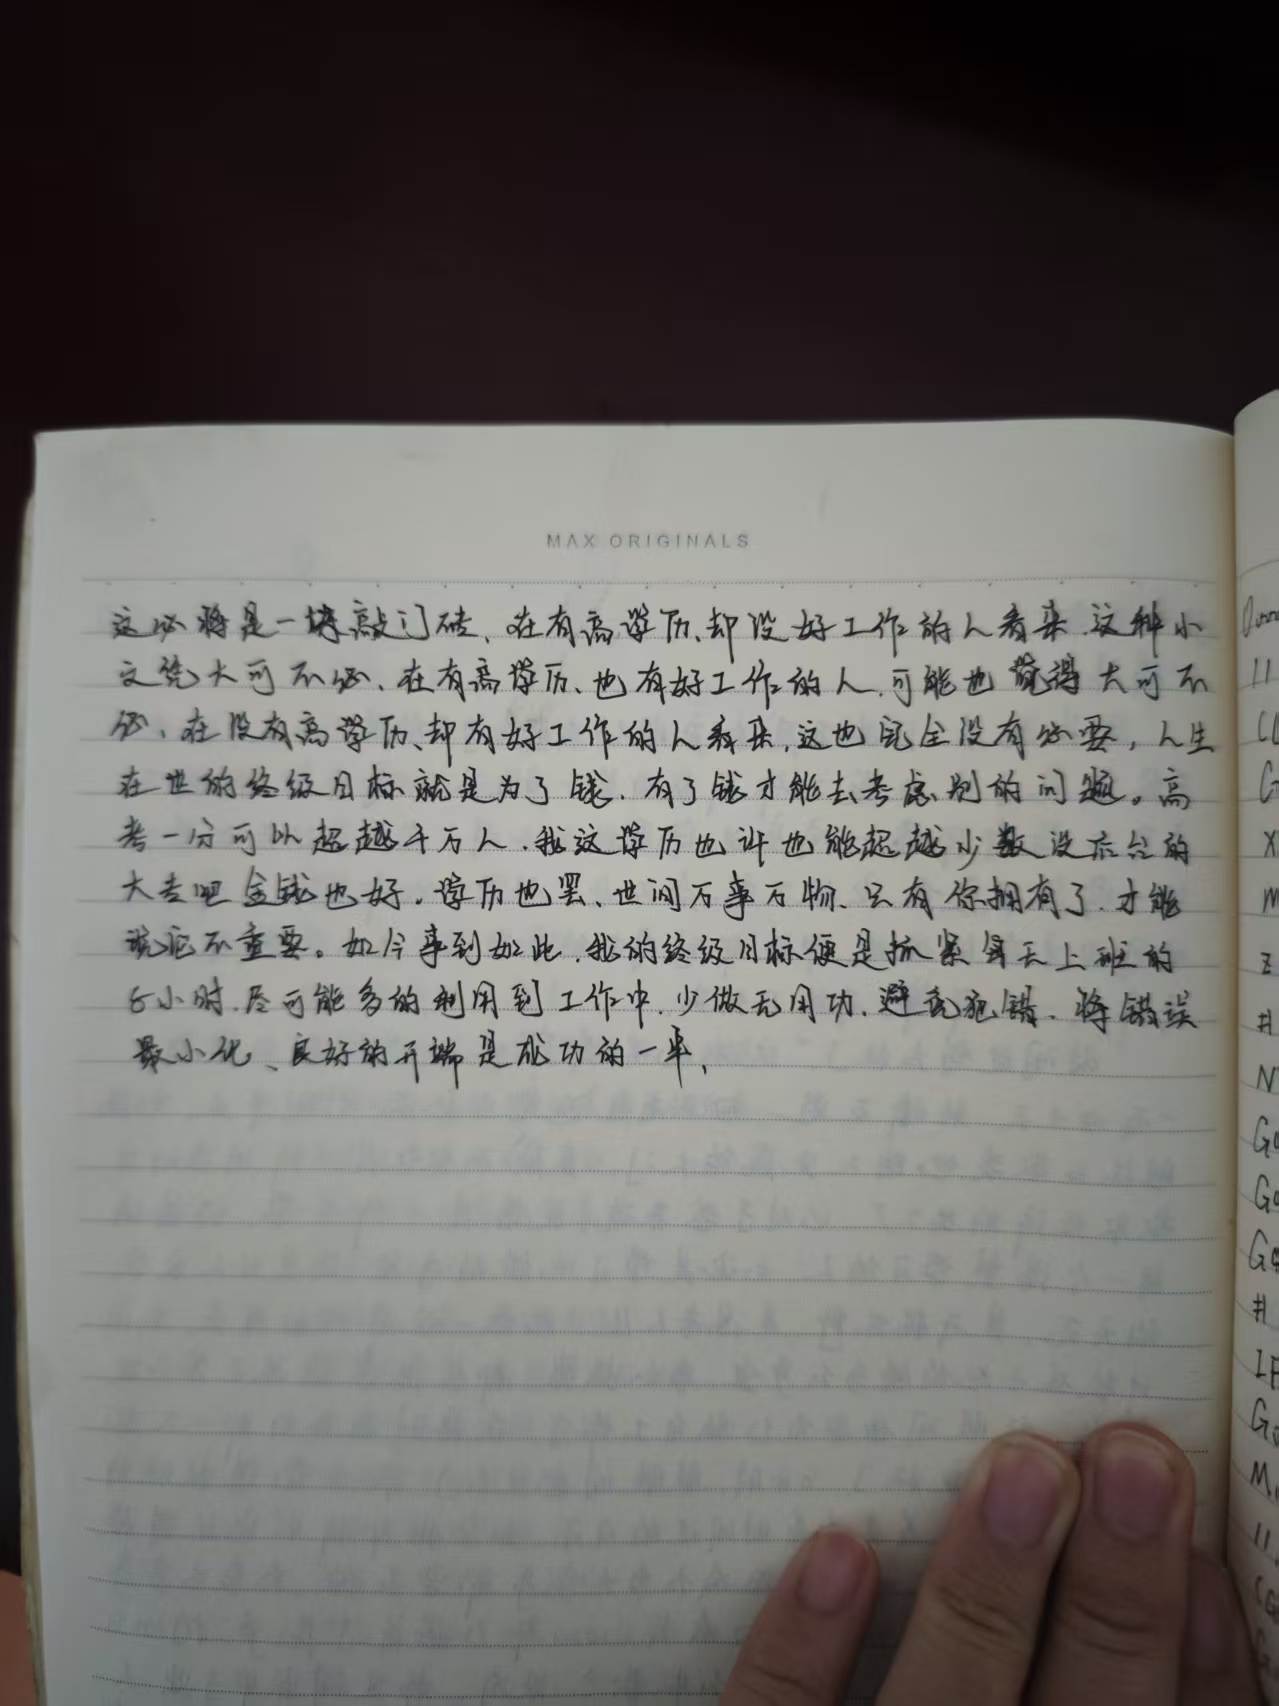 MAX ORIGINALS
这必将是一块敲门砖、在有高学历、却没好工作的人看来、这种小
文凭大可不必、在有高学历、也有好工作的人、可能也觉得大可不
必、在没有高学历、却有好工作的人看来,这也完全没有必要,人生
在世的终级目标就是为了钱、有了钱才能去考虑别的问题。高
考一分可以超越千万人、我这学历也许也能超越少数没后台的
大专吧 金钱也好。学历也罢、世间万事万物、只有你拥有了、才能
说它不重要。如今事到如此、我的终级目标便是抓紧每天上班的
8小时、尽可能多的利用到工作中、少做无用功、避免犯错、将错误
最小化、良好的开端是成功的一半、
11
X
M
Z
#
N
#
IF
M
11